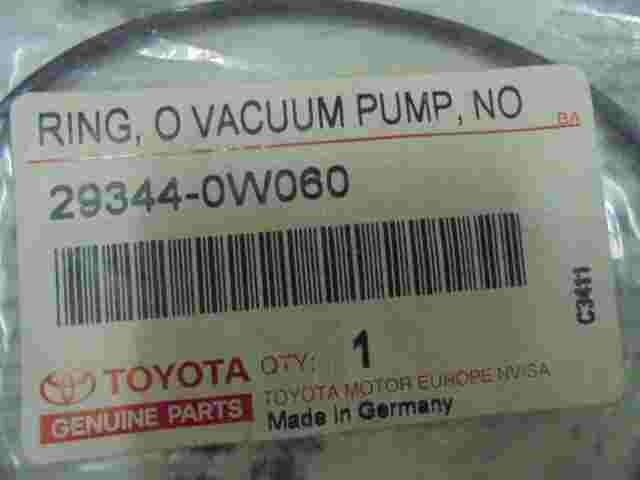 RING, O VACUUM PUMP, NO
BA
29344-0W060
C3411
TOYOTA QTY: 1
GENUINE PARTS
TOYOTA MOTOR EUROPE NV/SA
Made in Germany